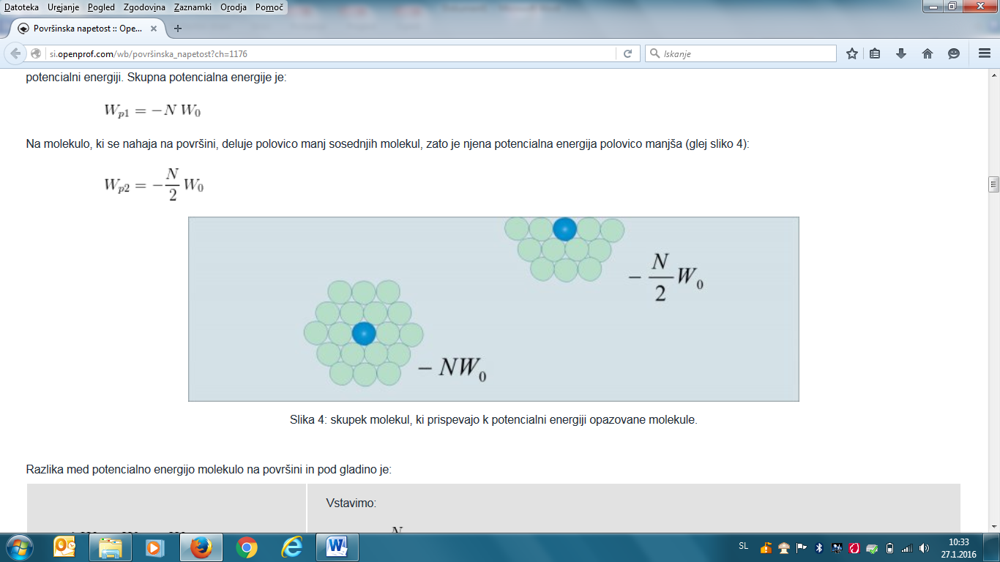 Datoteka Urejanje Pogled Zgodovina Zaznamki Orodja Pomoč
Površinska napetost :: Ope...
si.openprof.com/wb/površinska_napetost?ch=1176
Iskanje
potencialni energiji. Skupna potencialna energije je:
W_{p1} = −N W_0
Na molekulo, ki se nahaja na površini, deluje polovico manj sosednjih molekul, zato je njena potencialna energija polovico manjša (glej sliko 4):
W_{p2} = −\frac{N}{2} W_0
− \frac{N}{2} W_0
− NW_0
Slika 4: skupek molekul, ki prispevajo k potencialni energiji opazovane molekule.
Razlika med potencialno energijo molekulo na površini in pod gladino je:
Vstavimo:
SL
10:33
27.1.2016